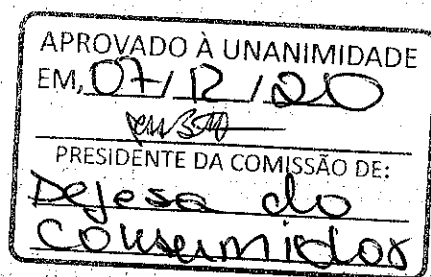 APROVADO À UNANIMIDADE
EM, 07/12/20
PRESIDENTE DA COMISSÃO DE:
Defesa do
Consumidor